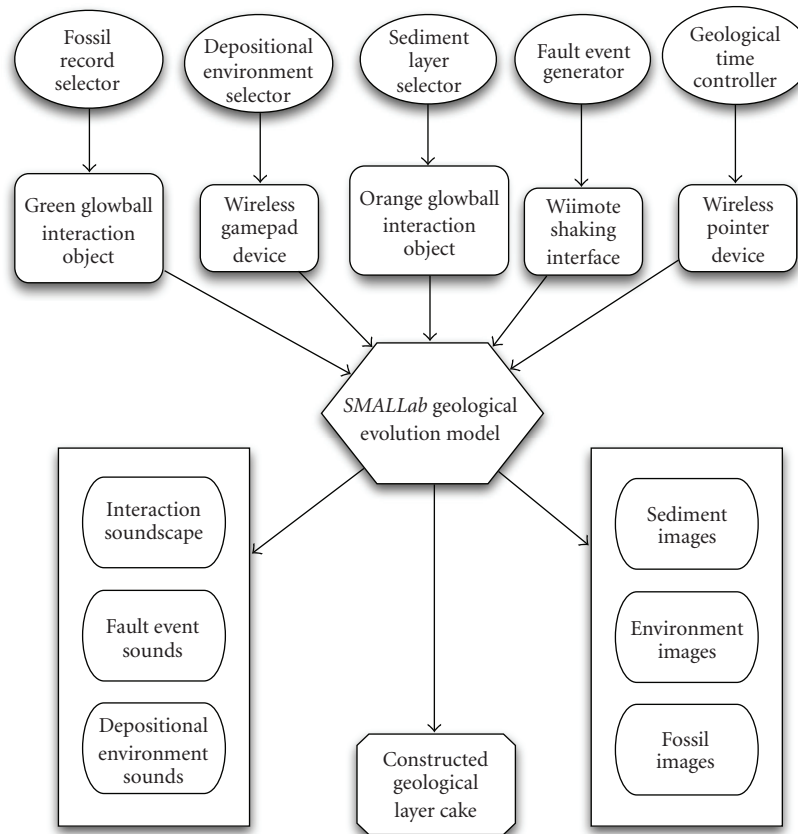 Fossil
record
selector
Depositional
environment
selector
Sediment
layer
selector
Fault event
generator
Geological
time
controller
Green glowball
interaction
object
Wireless
gamepad
device
Orange glowball
interaction
object
Wiimote
shaking
interface
Wireless
pointer
device
SMALLab geological
evolution model
Interaction
soundscape
Fault event
sounds
Depositional
environment
sounds
Constructed
geological
layer cake
Sediment
images
Environment
images
Fossil
images